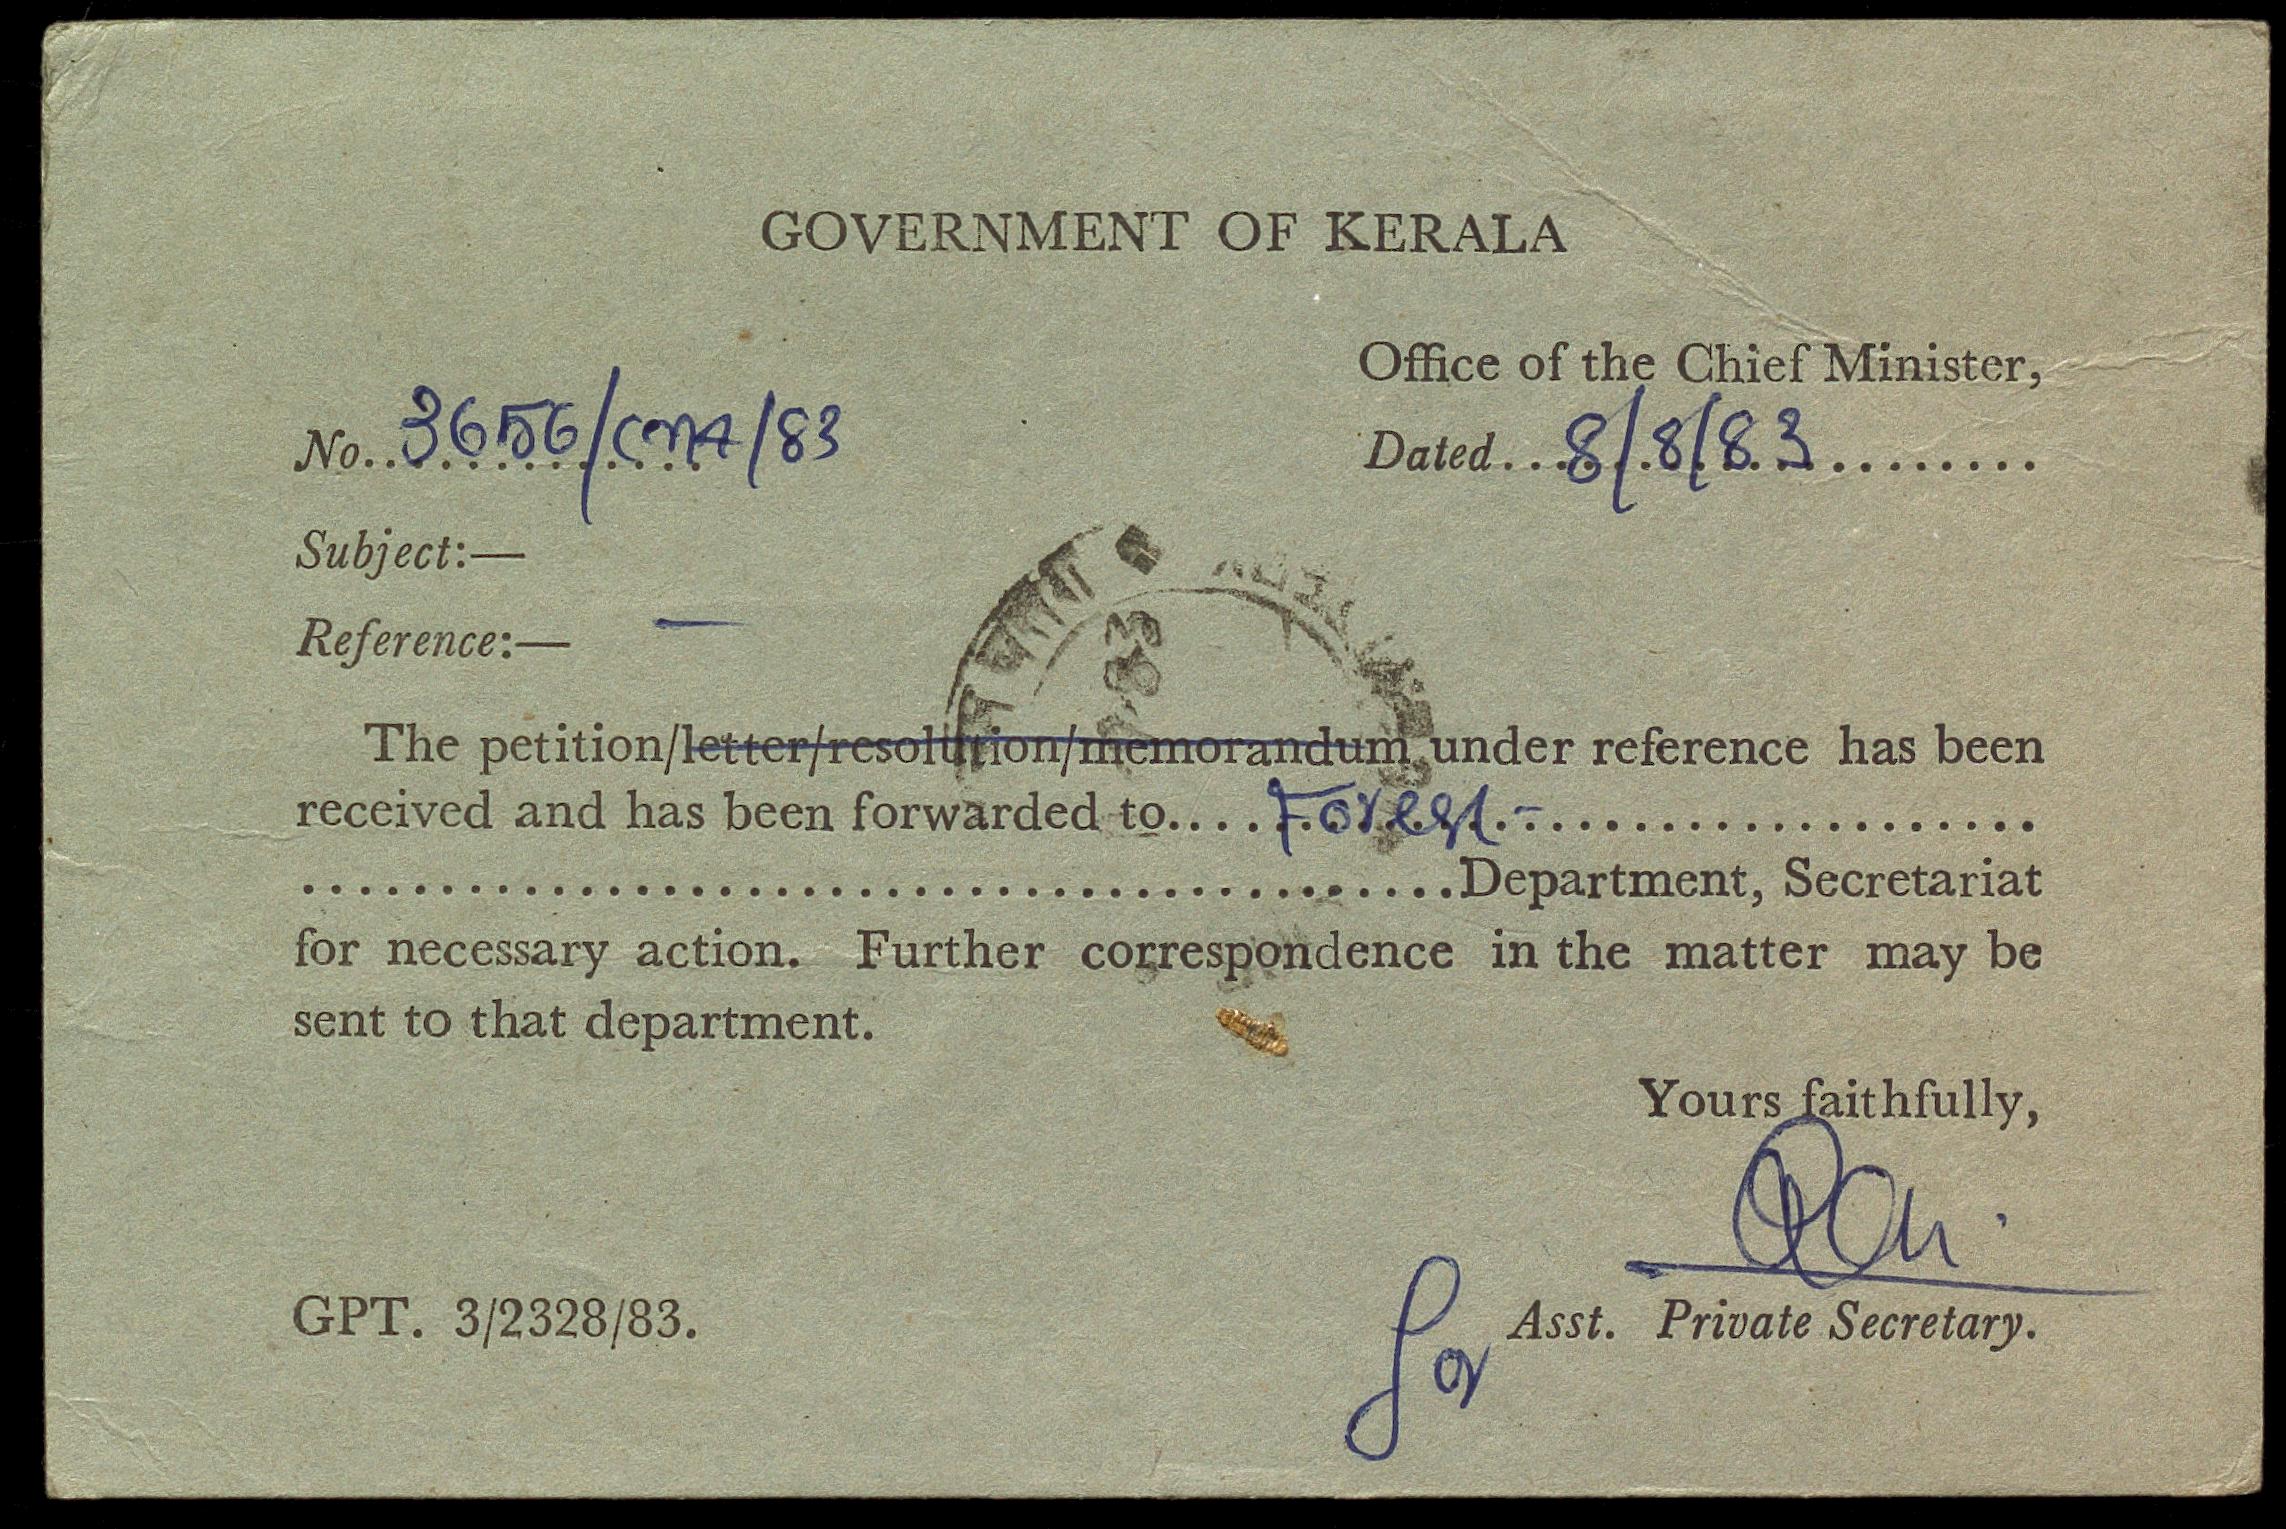 GOVERNMENT OF KERALA
Office of the Chief Minister,
No. 3656/CMA/83
Dated 8/8/83
Subject:—
Reference:— —
The petition/letter/resolution/memorandum under reference has been
received and has been forwarded to.... Forest
Department, Secretariat
for necessary action. Further correspondence in the matter may be
sent to that department.
Yours faithfully,
for Asst. Private Secretary.
GPT. 3/2328/83.